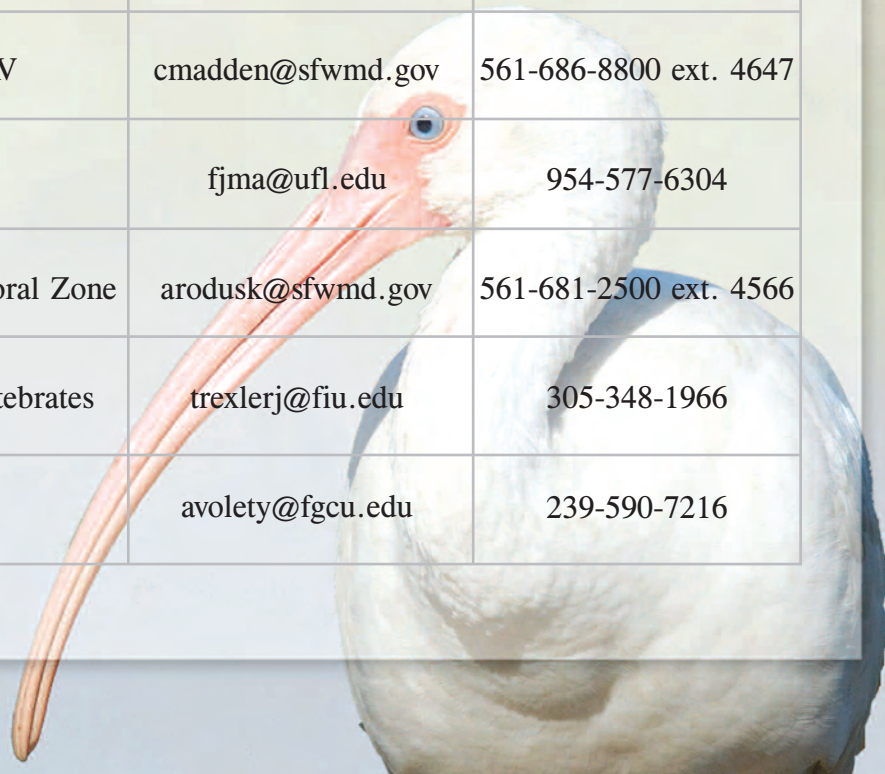 V cmadden@sfwmd.gov 561-686-8800 ext. 4647
fjma@ufl.edu 954-577-6304
oral Zone arodusk@sfwmd.gov 561-681-2500 ext. 4566
tebrates trexlerj@fiu.edu 305-348-1966
avolety@fgcu.edu 239-590-7216